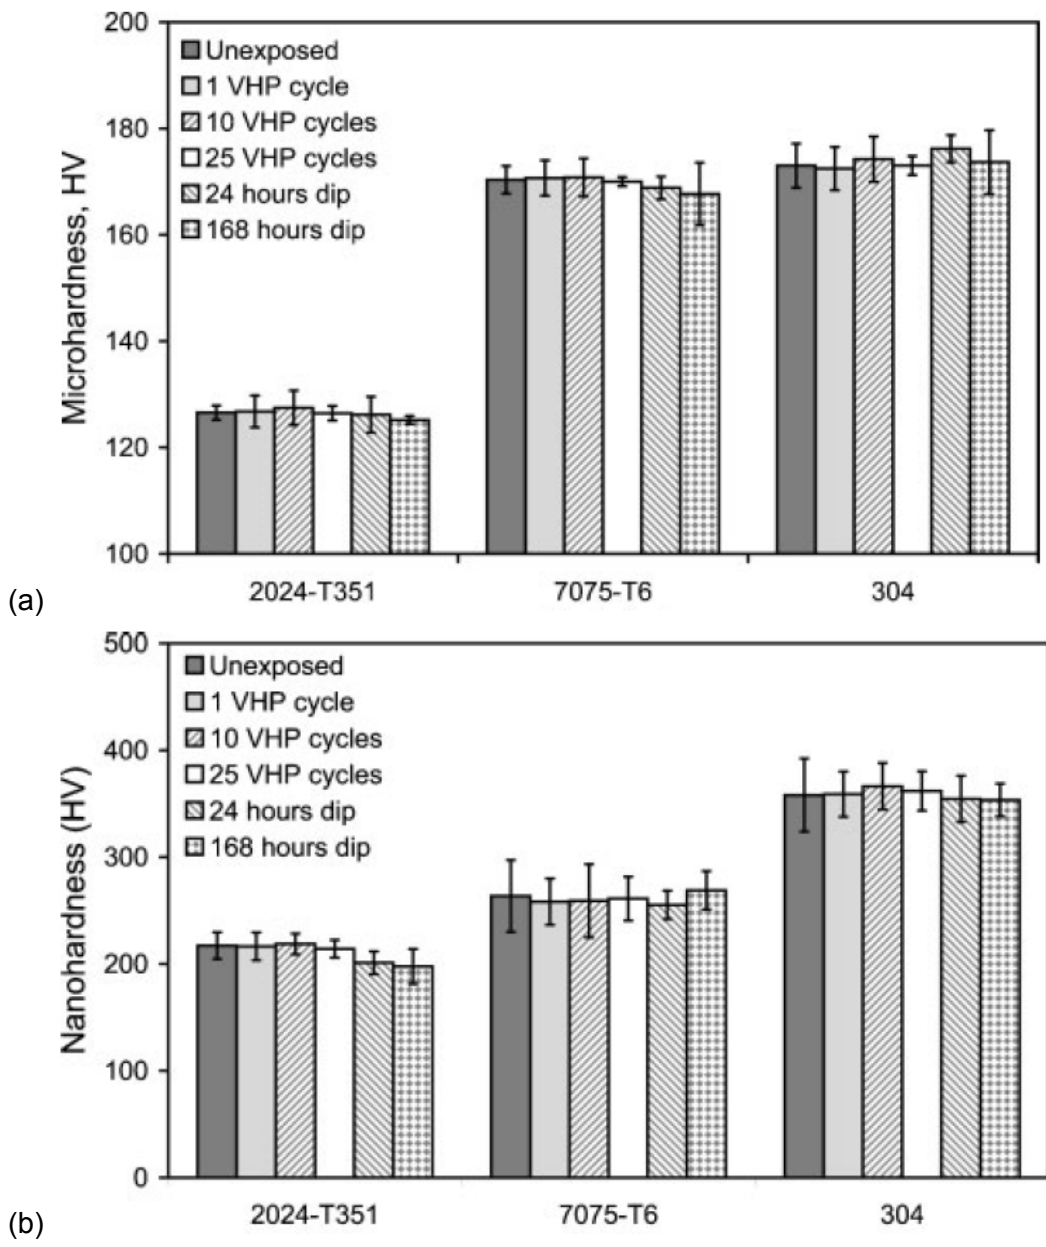 (a)
Microhardness, HV
200
180
160
140
120
100
Unexposed
1 VHP cycle
10 VHP cycles
25 VHP cycles
24 hours dip
168 hours dip
2024-T351 7075-T6 304
(b)
Nanohardness (HV)
500
400
300
200
100
0
Unexposed
1 VHP cycle
10 VHP cycles
25 VHP cycles
24 hours dip
168 hours dip
2024-T351 7075-T6 304